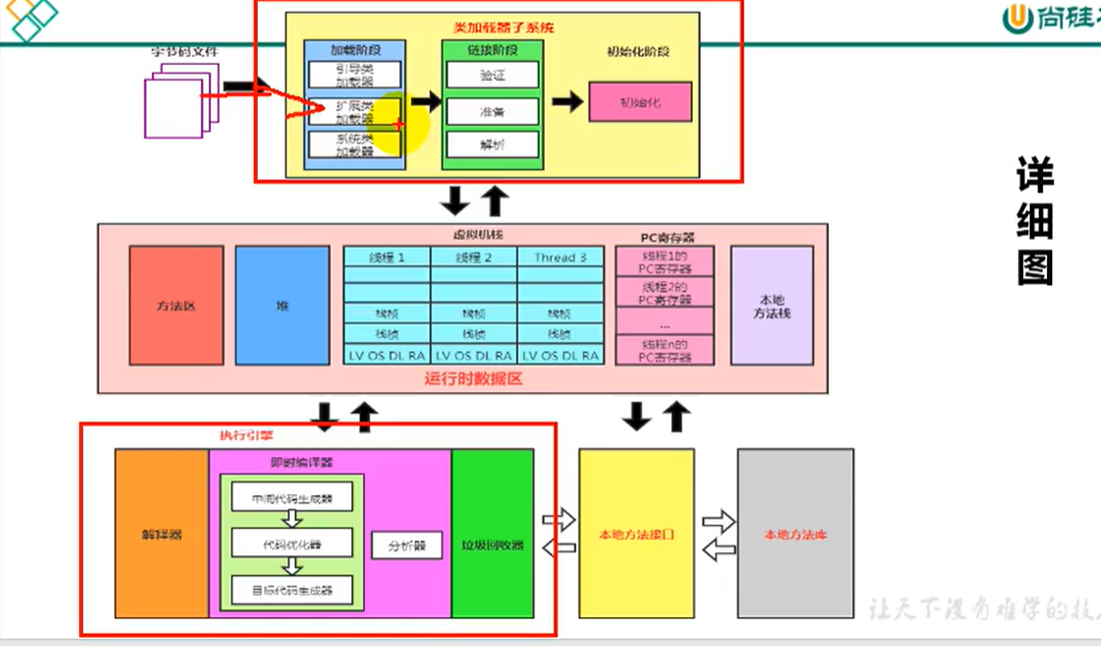 尚硅
类加载器子系统
字节码文件
加载阶段
引导类
加载器
扩展类
加载器
系统类
加载器
链接阶段
验证
准备
解析
初始化阶段
初始化
详
细
图
虚拟机栈
PC寄存器
方法区
堆
线程 1
线程 2
Thread 3
栈桢
栈桢
栈桢
栈桢
栈桢
栈桢
LV OS DL RA
LV OS DL RA
LV OS DL RA
线程1的
PC寄存器
线程2的
PC寄存器
...
线程n的
PC寄存器
本地
方法栈
运行时数据区
执行引擎
解释器
即时编译器
中间代码生成器
代码优化器
目标代码生成器
分析器
垃圾回收器
本地方法接口
本地方法库
让天下没有难学的技